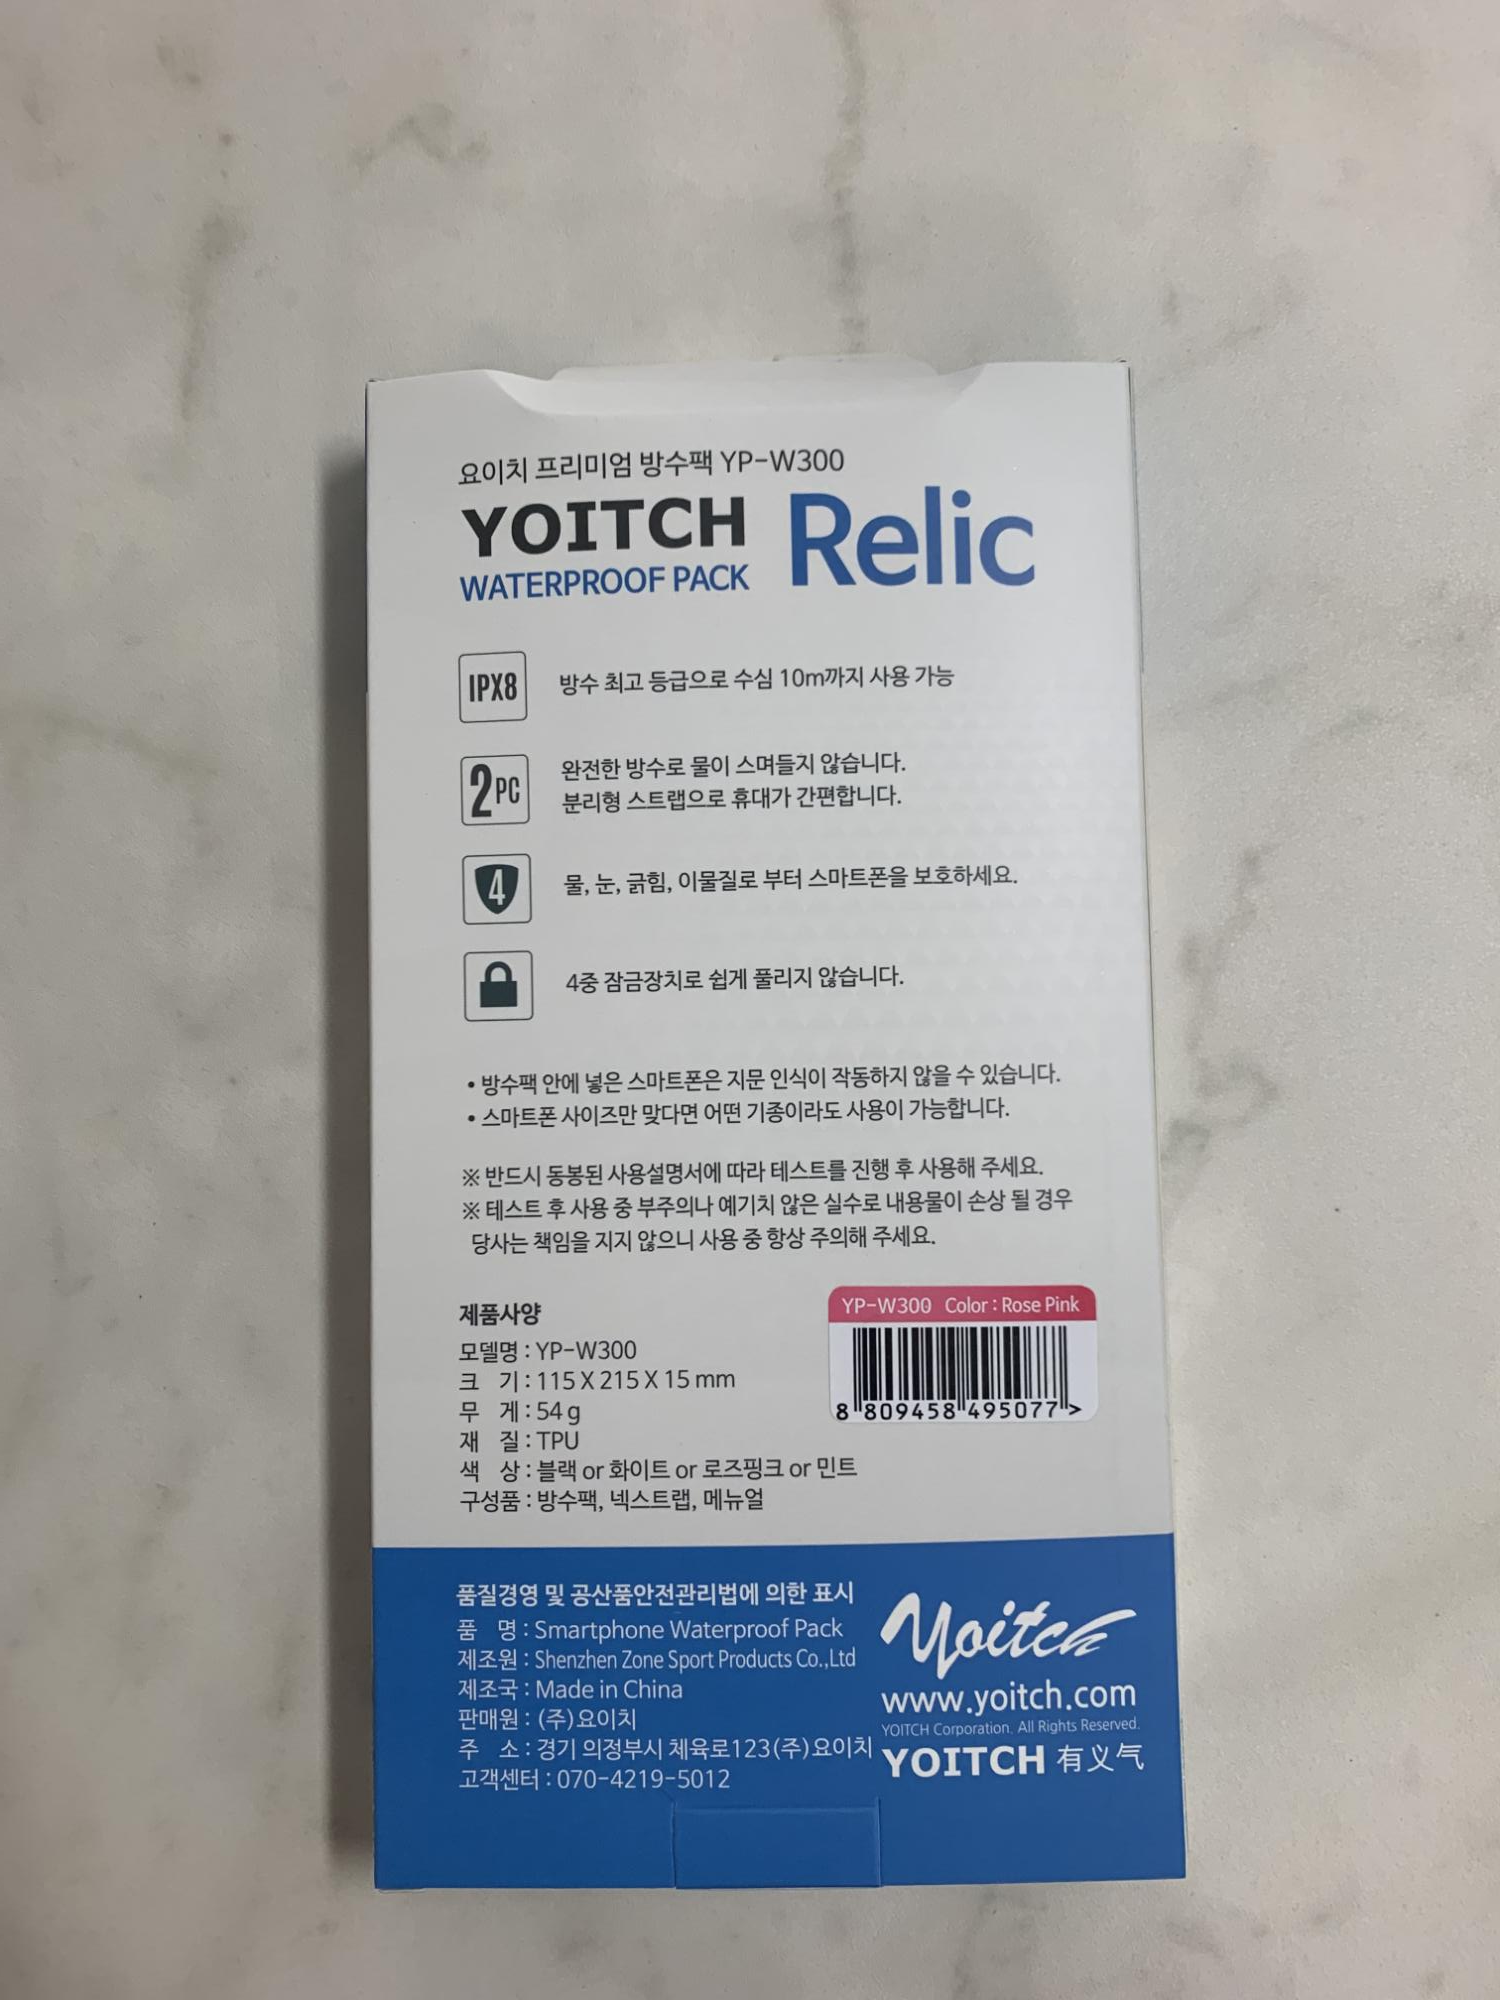 요이치 프리미엄 방수팩 YP-W300
YOITCH Relic
WATERPROOF PACK
IPX8 방수 최고 등급으로 수심 10m까지 사용 가능
2PC 완전한 방수로 물이 스며들지 않습니다.
분리형 스트랩으로 휴대가 간편합니다.
4 물, 눈, 긁힘, 이물질로 부터 스마트폰을 보호하세요.
4중 잠금장치로 쉽게 풀리지 않습니다.
• 방수팩 안에 넣은 스마트폰은 지문 인식이 작동하지 않을 수 있습니다.
• 스마트폰 사이즈만 맞다면 어떤 기종이라도 사용이 가능합니다.
※ 반드시 동봉된 사용설명서에 따라 테스트를 진행 후 사용해 주세요.
※ 테스트 후 사용 중 부주의나 예기치 않은 실수로 내용물이 손상 될 경우
당사는 책임을 지지 않으니 사용 중 항상 주의해 주세요.
제품사양
모델명 : YP-W300
크 기 : 115 X 215 X 15 mm
무 게 : 54 g
재 질 : TPU
색 상 : 블랙 or 화이트 or 로즈핑크 or 민트
구성품 : 방수팩, 넥스트랩, 메뉴얼
YP-W300 Color : Rose Pink
8 809458 495077 >
품질경영 및 공산품안전관리법에 의한 표시
품 명 : Smartphone Waterproof Pack
제조원 : Shenzhen Zone Sport Products Co.,Ltd
제조국 : Made in China
판매원 : (주)요이치
주 소 : 경기 의정부시 체육로123(주)요이치
고객센터 : 070-4219-5012
Yoitch
www.yoitch.com
YOITCH Corporation. All Rights Reserved.
YOITCH 有义气